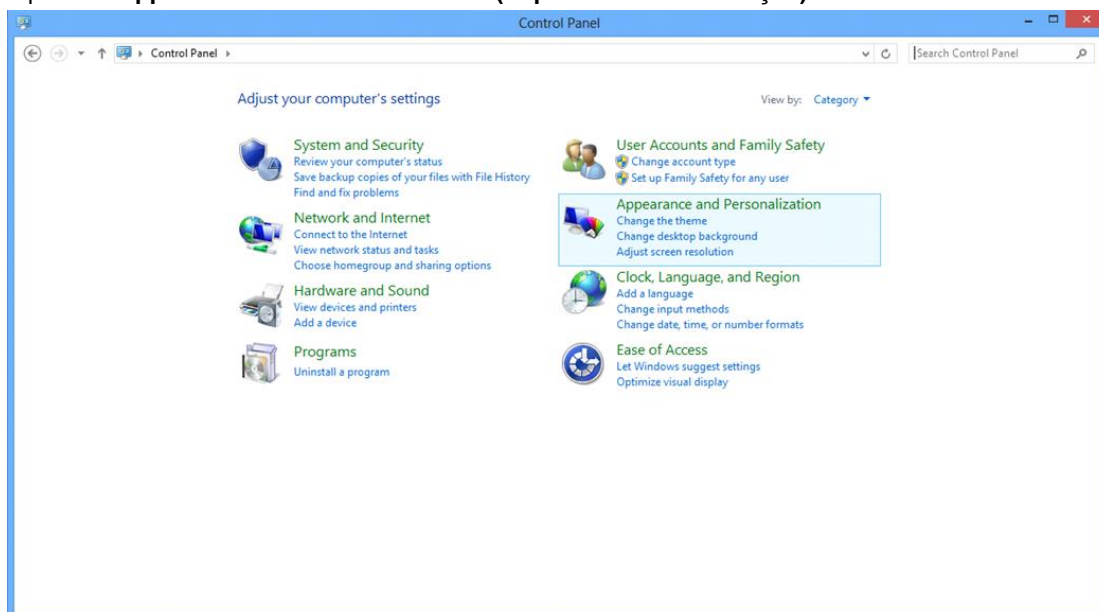 Control Panel
Control Panel
Search Control Panel
Adjust your computer's settings
View by: Category
System and Security
Review your computer's status
Save backup copies of your files with File History
Find and fix problems
Network and Internet
Connect to the Internet
View network status and tasks
Choose homegroup and sharing options
Hardware and Sound
View devices and printers
Add a device
Programs
Uninstall a program
User Accounts and Family Safety
Change account type
Set up Family Safety for any user
Appearance and Personalization
Change the theme
Change desktop background
Adjust screen resolution
Clock, Language, and Region
Add a language
Change input methods
Change date, time, or number formats
Ease of Access
Let Windows suggest settings
Optimize visual display